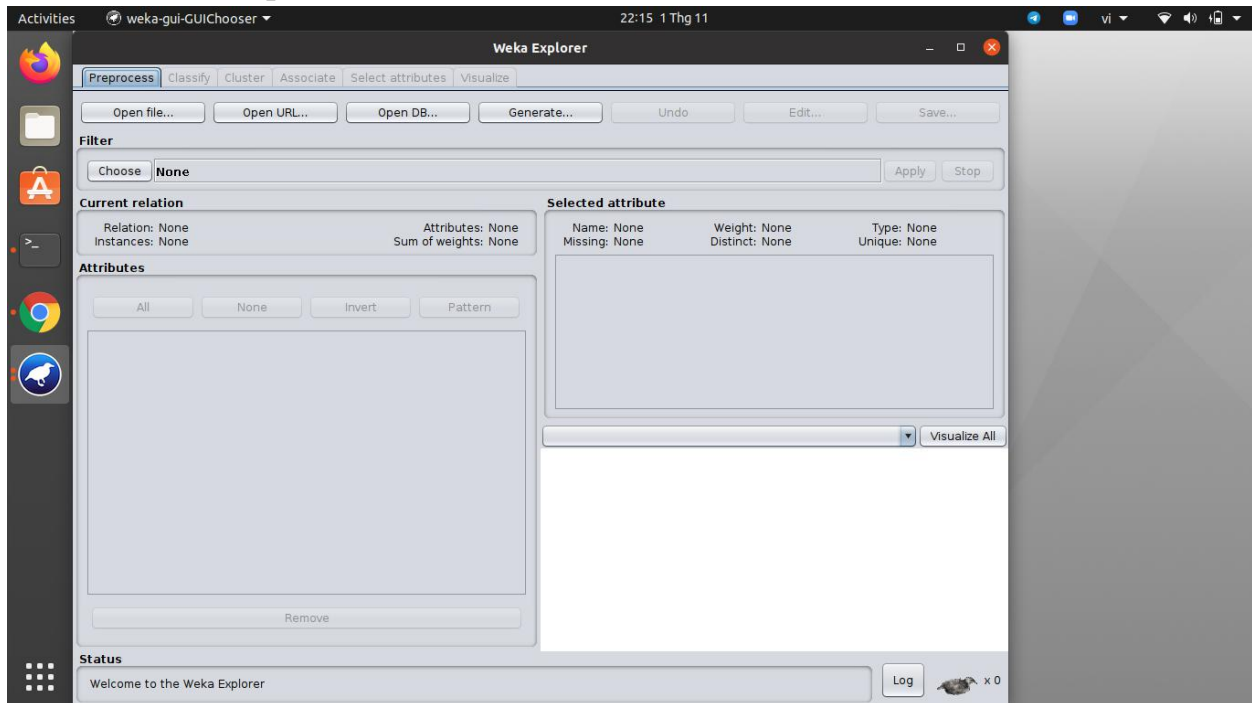 Activities weka-gui-GUIChooser 22:15 1 Thg 11 vi
Weka Explorer
Preprocess Classify Cluster Associate Select attributes Visualize
Open file... Open URL... Open DB... Generate... Undo Edit... Save...
Filter
Choose None Apply Stop
Current relation
Relation: None Attributes: None
Instances: None Sum of weights: None
Selected attribute
Name: None Weight: None Type: None
Missing: None Distinct: None Unique: None
Attributes
All None Invert Pattern
Visualize All
Remove
Status
Welcome to the Weka Explorer
Log x 0